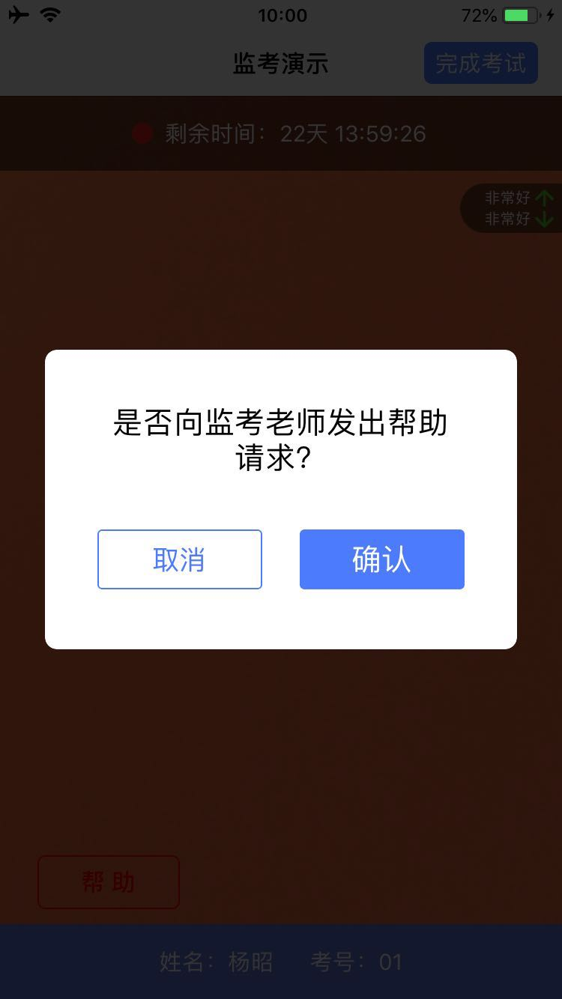 10:00
72%
监考演示
完成考试
剩余时间：22天 13:59:26
非常好
非常好
是否向监考老师发出帮助
请求?
取消
确认
帮 助
姓名：杨昭 考号：01